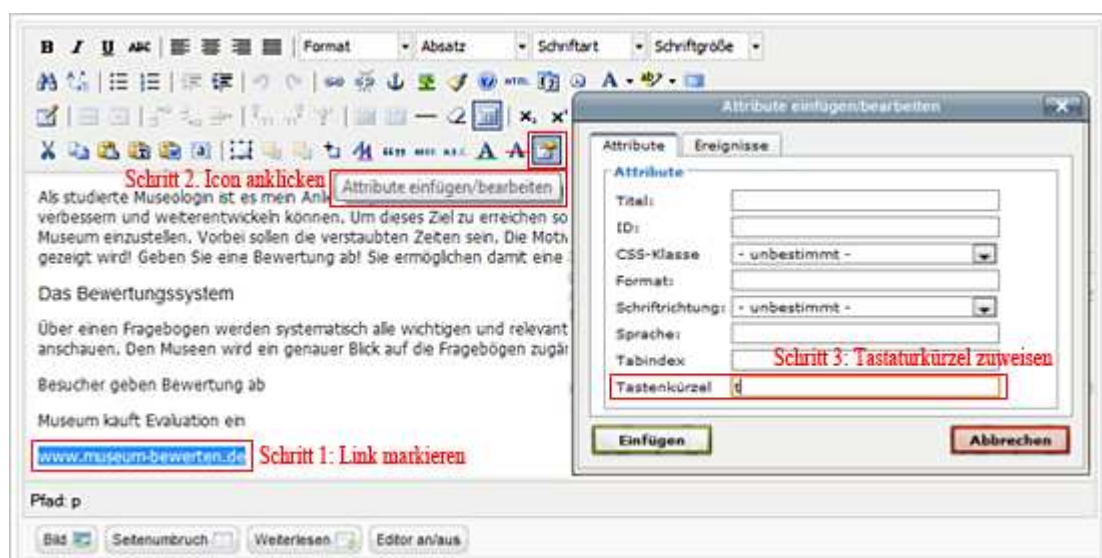 B I U ABC Format Absatz Schriftart Schriftgröße
HTML A
Attribute einfügen/bearbeiten
Attribute Ereignisse
Attribute
Titel:
ID:
CSS-Klasse - unbestimmt -
Format:
Schriftrichtung: - unbestimmt -
Sprache:
Tabindex
Schritt 3: Tastaturkürzel zuweisen
Tastenkürzel t
Einfügen Abbrechen
Schritt 2. Icon anklicken
Attribute einfügen/bearbeiten
Als studierte Museologin ist es mein
verbessern und weiterentwickeln können. Um dieses Ziel zu erreichen so
Museum einzustellen. Vorbei sollen die verstaubten Zeiten sein. Die Motiv
gezeigt wird! Geben Sie eine Bewertung ab! Sie ermöglichen damit eine
Das Bewertungssystem
Über einen Fragebogen werden systematisch alle wichtigen und relevant
anschauen. Den Museen wird ein genauer Blick auf die Fragebögen zugän
Besucher geben Bewertung ab
Museum kauft Evaluation ein
www.museum-bewerten.de Schritt 1: Link markieren
Pfad: p
Bild Seitenumbruch Weiterlesen Editor an/aus